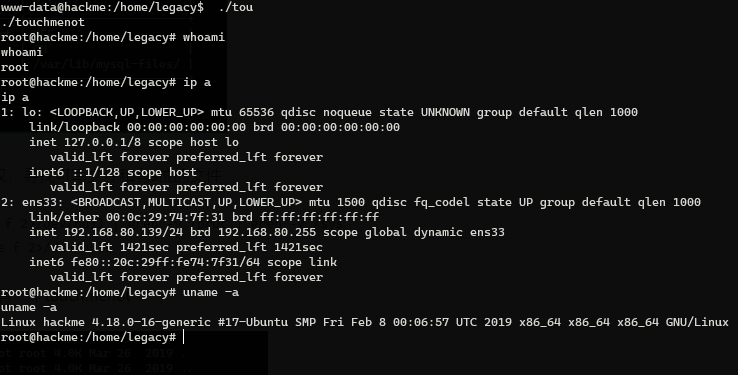 www-data@hackme:/home/legacy$  ./tou
./touchmenot
root@hackme:/home/legacy# whoami
whoami
root
root@hackme:/home/legacy# ip a
ip a
1: lo: <LOOPBACK,UP,LOWER_UP> mtu 65536 qdisc noqueue state UNKNOWN group default qlen 1000
    link/loopback 00:00:00:00:00:00 brd 00:00:00:00:00:00
    inet 127.0.0.1/8 scope host lo
       valid_lft forever preferred_lft forever
    inet6 ::1/128 scope host
       valid_lft forever preferred_lft forever
2: ens33: <BROADCAST,MULTICAST,UP,LOWER_UP> mtu 1500 qdisc fq_codel state UP group default qlen 1000
    link/ether 00:0c:29:74:7f:31 brd ff:ff:ff:ff:ff:ff
    inet 192.168.80.139/24 brd 192.168.80.255 scope global dynamic ens33
       valid_lft 1421sec preferred_lft 1421sec
    inet6 fe80::20c:29ff:fe74:7f31/64 scope link
       valid_lft forever preferred_lft forever
root@hackme:/home/legacy# uname -a
uname -a
Linux hackme 4.18.0-16-generic #17-Ubuntu SMP Fri Feb 8 00:06:57 UTC 2019 x86_64 x86_64 x86_64 GNU/Linux
root@hackme:/home/legacy#